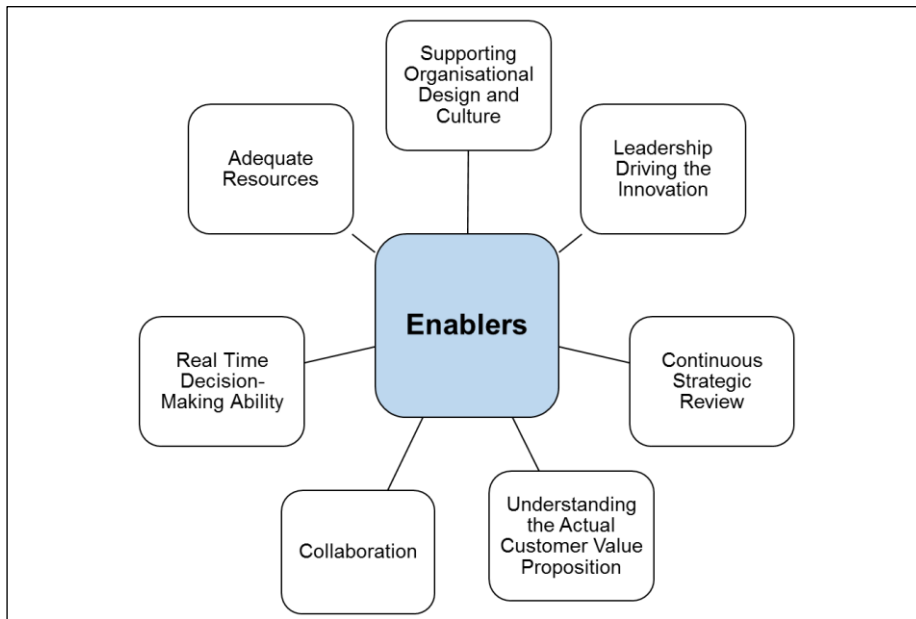 Supporting
Organisational
Design and
Culture
Leadership
Driving the
Innovation
Adequate
Resources
Enablers
Real Time
Decision-
Making Ability
Continuous
Strategic
Review
Collaboration
Understanding
the Actual
Customer Value
Proposition